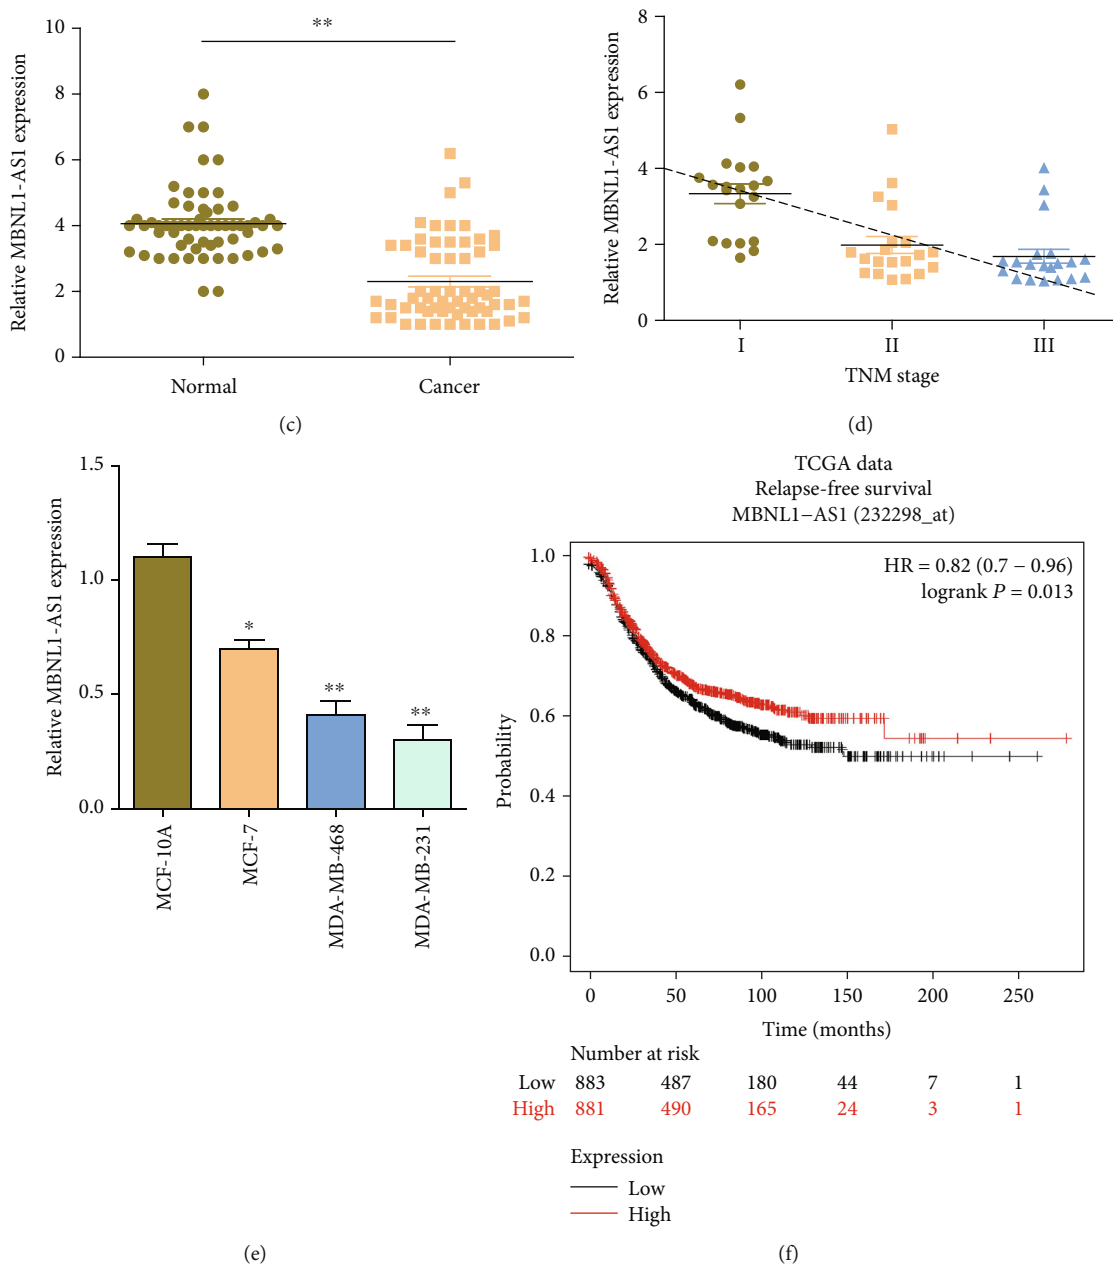 **
10
8
6
4
2
0
Relative MBNL1-AS1 expression
Normal
Cancer
(c)
8
6
4
2
0
Relative MBNL1-AS1 expression
I
II
III
TNM stage
(d)
1.5
1.0
0.5
0.0
Relative MBNL1-AS1 expression
*
**
**
MCF-10A
MCF-7
MDA-MB-468
MDA-MB-231
(e)
TCGA data
Relapse-free survival
MBNL1−AS1 (232298_at)
HR = 0.82 (0.7 − 0.96)
logrank P = 0.013
1.0
0.8
0.6
0.4
0.2
0.0
Probability
0 50 100 150 200 250
Time (months)
Number at risk
Low 883 487 180 44 7 1
High 881 490 165 24 3 1
Expression
Low
High
(f)